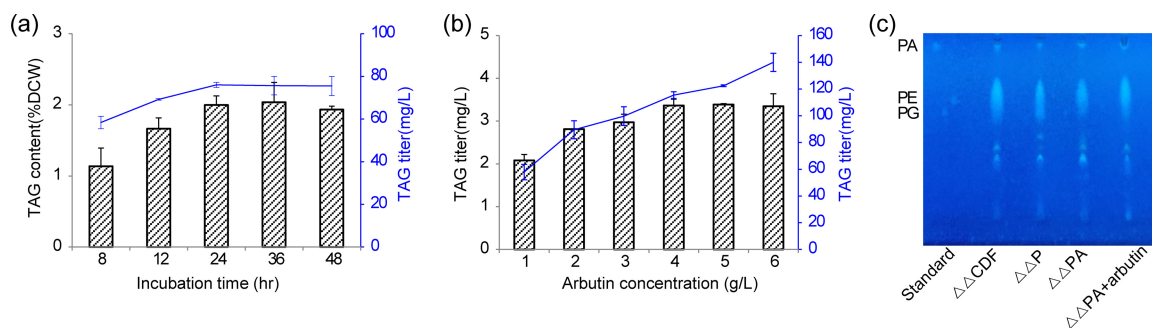 (a)
3
2
1
0
TAG content(%DCW)
100
80
60
40
20
0
TAG titer(mg/L)
8 12 24 36 48
Incubation time (hr)
(b)
5
4
3
2
1
0
TAG titer(mg/L)
160
140
120
100
80
60
40
20
0
TAG titer(mg/L)
1 2 3 4 5 6
Arbutin concentration (g/L)
(c)
PA
PE
PG
Standard
△△CDF
△△P
△△PA
△△PA+arbutin